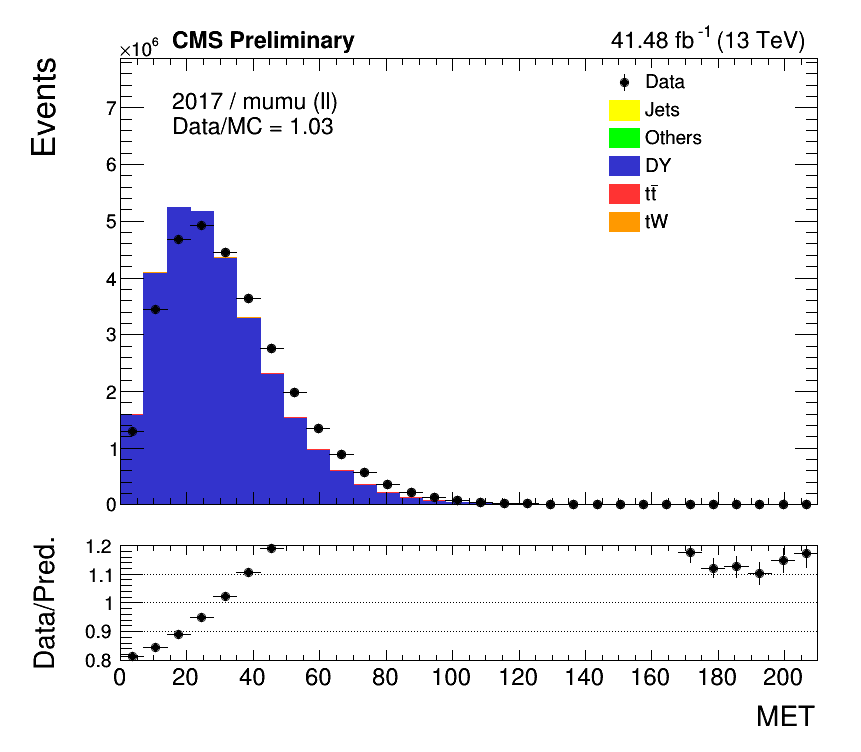 ×10⁶ CMS Preliminary 41.48 fb⁻¹ (13 TeV)
Events
2017 / mumu (ll)
Data/MC = 1.03
Data
Jets
Others
DY
tt̄
tW
7
6
5
4
3
2
1
0
Data/Pred.
1.2
1.1
1
0.9
0.8
0 20 40 60 80 100 120 140 160 180 200
MET